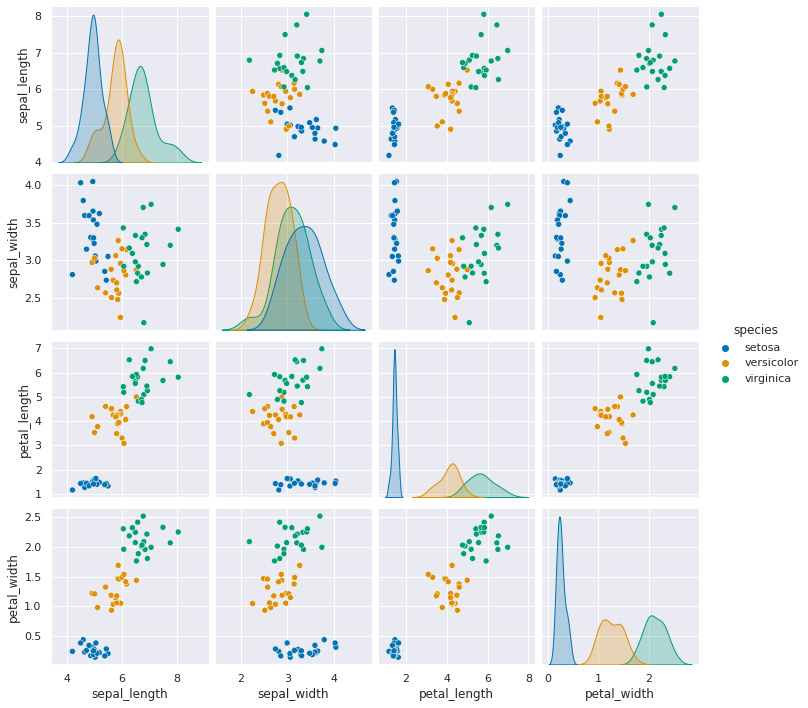 sepal_length
8
7
6
5
4
sepal_width
4.0
3.5
3.0
2.5
species
setosa
versicolor
virginica
petal_length
7
6
5
4
3
2
1
petal_width
2.5
2.0
1.5
1.0
0.5
4 6 8
2 3 4
2 4 6 8
0 1 2
sepal_length
sepal_width
petal_length
petal_width